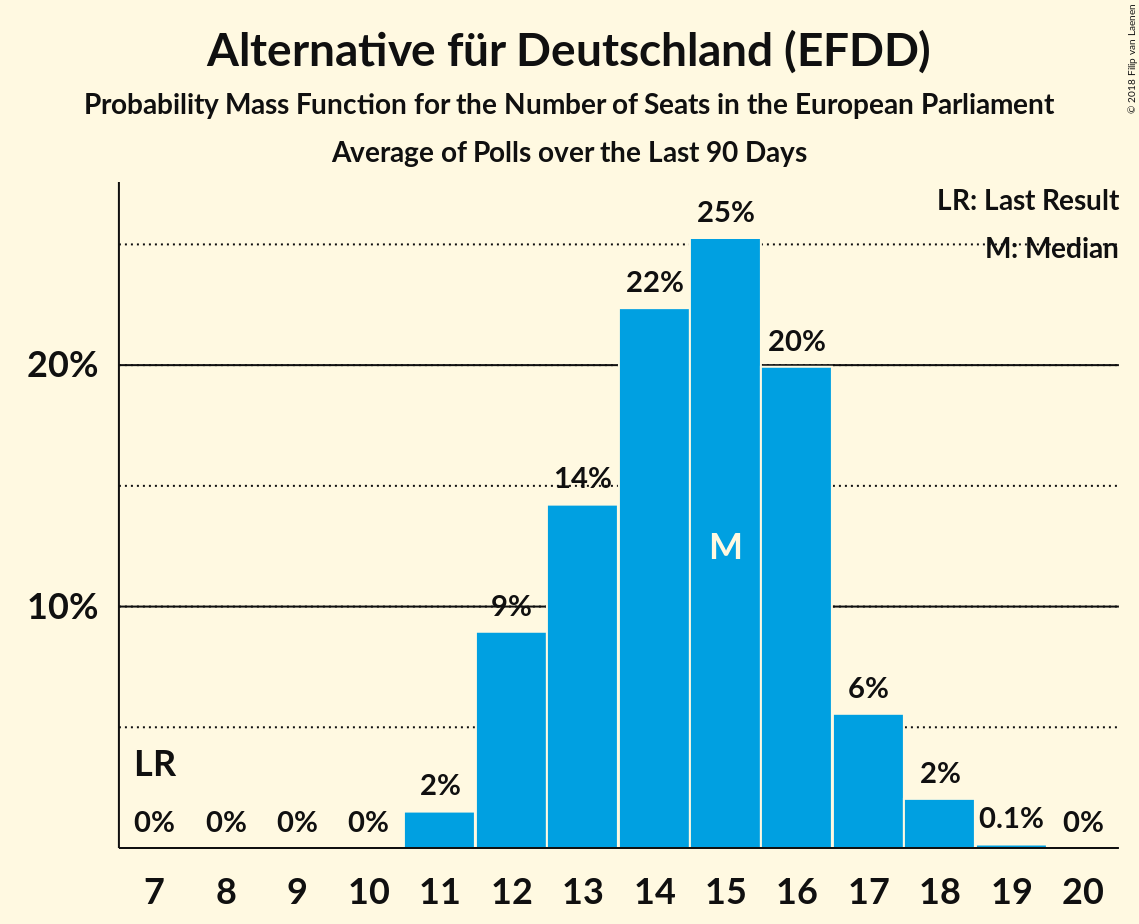 Alternative für Deutschland (EFDD)
Probability Mass Function for the Number of Seats in the European Parliament
Average of Polls over the Last 90 Days
© 2018 Filip van Laenen
LR: Last Result
M: Median
25%
22%
20%
20%
14%
M
10%
9%
6%
LR
2%
2%
0% 0% 0% 0% 0.1% 0%
7 8 9 10 11 12 13 14 15 16 17 18 19 20